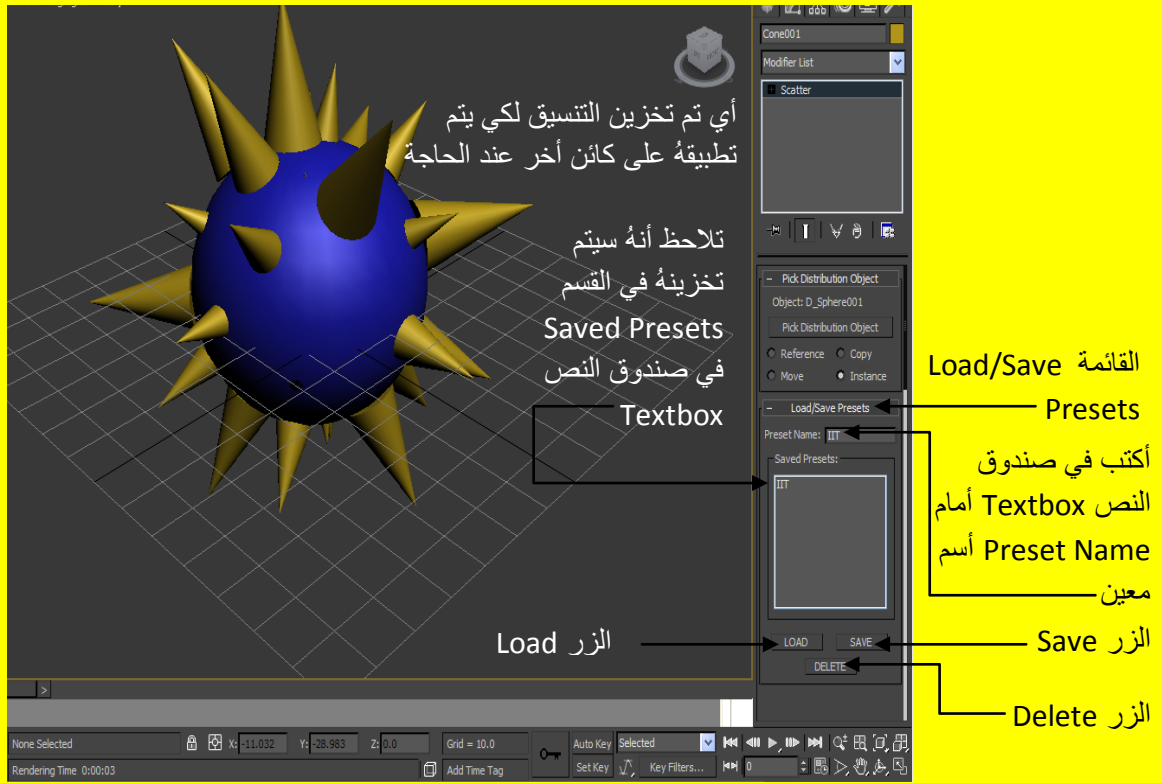 Cone001
Modifier List
Scatter
أي تم تخزين التنسيق لكي يتم
تطبيقهُ على كائن أخر عند الحاجة
تلاحظ أنهُ سيتم
تخزينهُ في القسم
Saved Presets
في صندوق النص
Textbox
Pick Distribution Object
Object: D_Sphere001
Pick Distribution Object
Reference
Copy
Move
Instance
القائمة Load/Save
Presets
Load/Save Presets
Preset Name: IIT
Saved Presets:
IIT
أكتب في صندوق
النص Textbox أمام
Preset Name أسم
معين
الزر Load
LOAD
SAVE
الزر Save
DELETE
الزر Delete
>
None Selected
X: -11.032
Y: -28.983
Z: 0.0
Grid = 10.0
Auto Key
Selected
Rendering Time 0:00:03
Add Time Tag
Set Key
Key Filters...
0